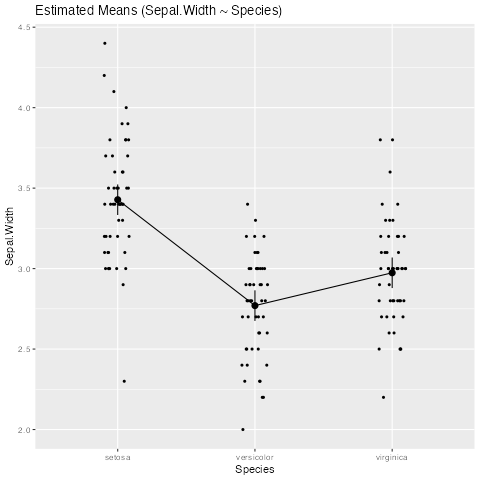 Estimated Means (Sepal.Width ~ Species)
4.5
4.0
3.5
3.0
2.5
2.0
Sepal.Width
setosa versicolor virginica
Species